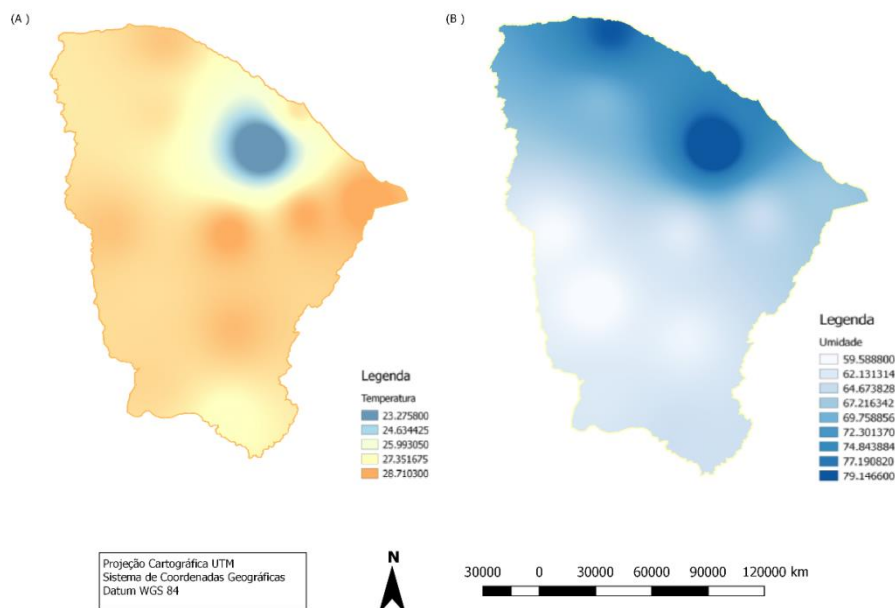 (A )
(B )
Legenda
Temperatura
23.275800
24.634425
25.993050
27.351675
28.710300
Legenda
Umidade
59.588800
62.131314
64.673828
67.216342
69.758856
72.301370
74.843884
77.190820
79.146600
Projeção Cartográfica UTM
Sistema de Coordenadas Geográficas
Datum WGS 84
N
30000 0 30000 60000 90000 120000 km